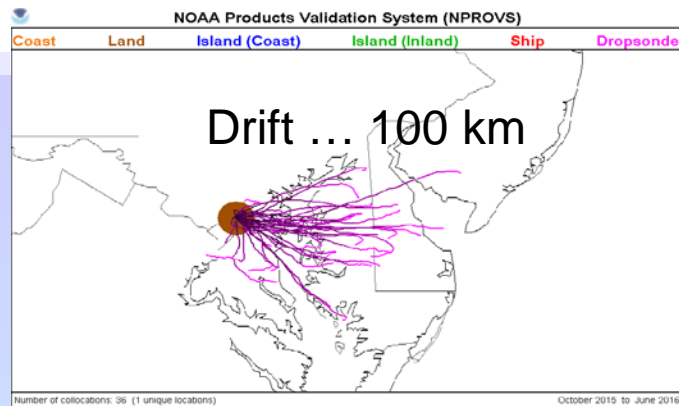 NOAA Products Validation System (NPROVS)
Coast Land Island (Coast) Island (Inland) Ship Dropsonde
Drift … 100 km
Number of collocations: 36 (1 unique locations) October 2015 to June 2016